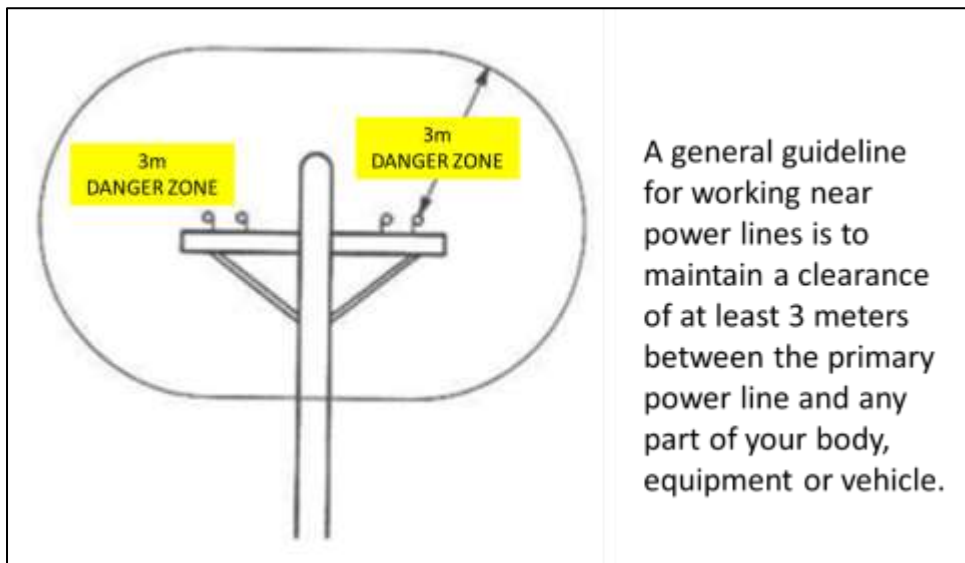 3m
DANGER ZONE
3m
DANGER ZONE
A general guideline
for working near
power lines is to
maintain a clearance
of at least 3 meters
between the primary
power line and any
part of your body,
equipment or vehicle.